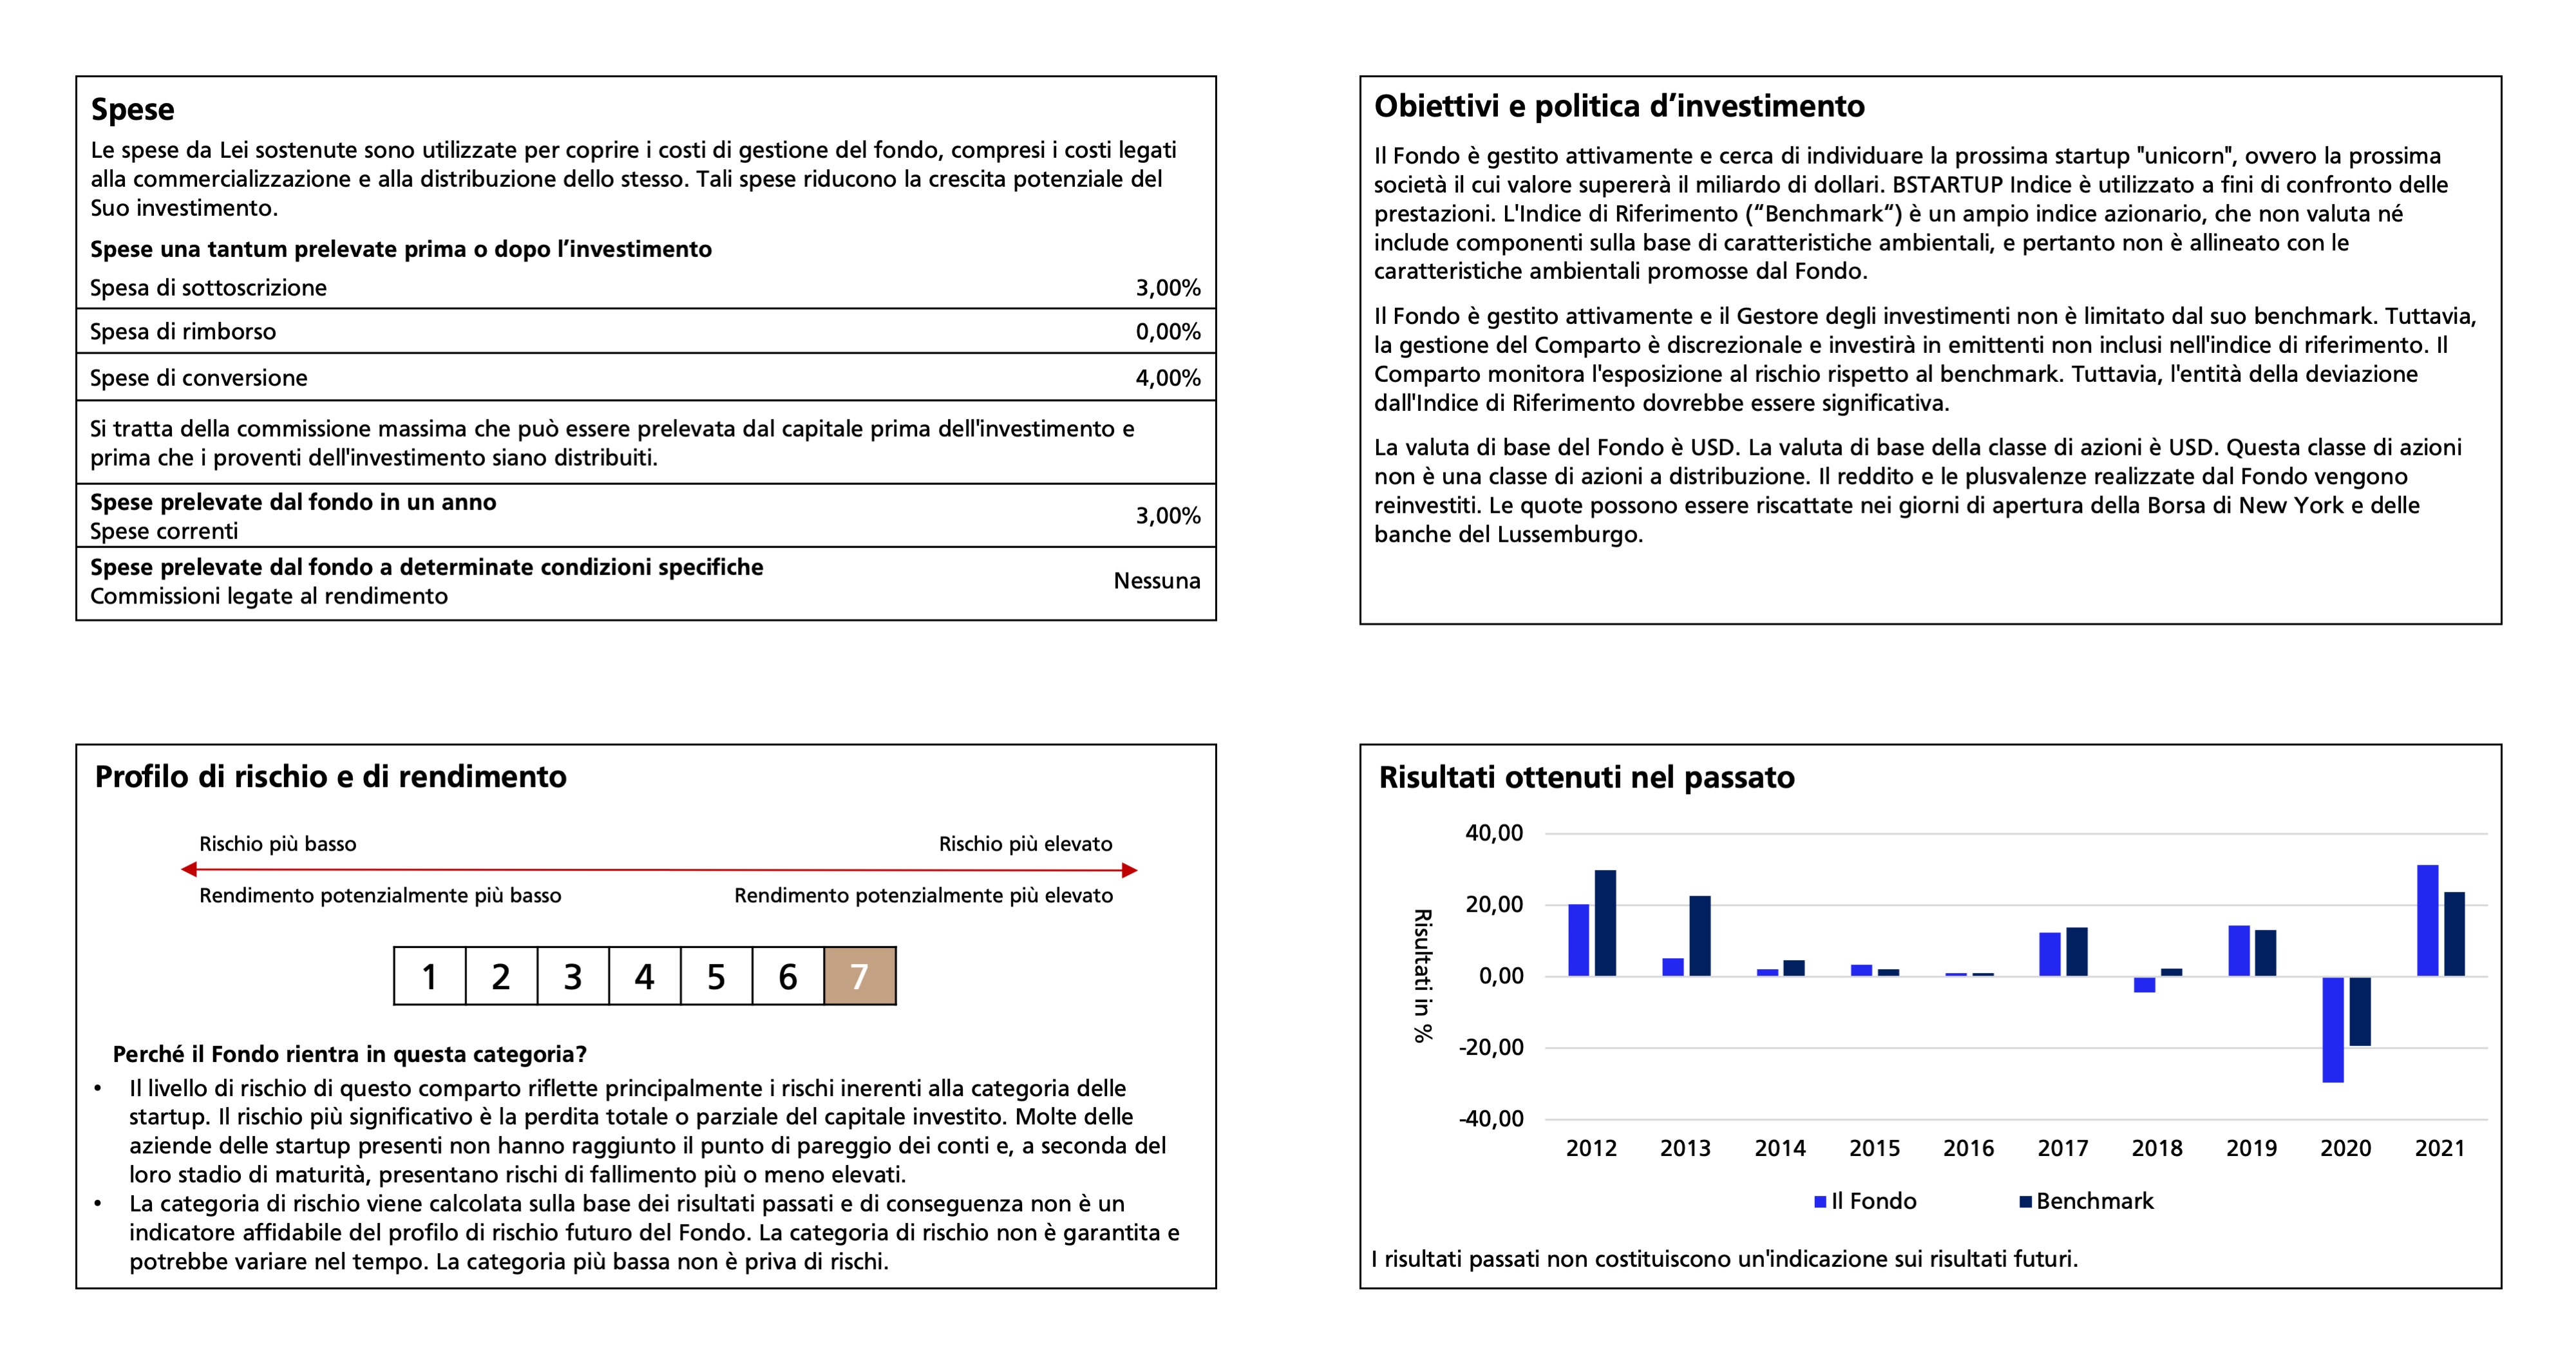 Spese
Le spese da Lei sostenute sono utilizzate per coprire i costi di gestione del fondo, compresi i costi legati
alla commercializzazione e alla distribuzione dello stesso. Tali spese riducono la crescita potenziale del
Suo investimento.
Spese una tantum prelevate prima o dopo l’investimento
Spesa di sottoscrizione 3,00%
Spesa di rimborso 0,00%
Spese di conversione 4,00%
Si tratta della commissione massima che può essere prelevata dal capitale prima dell'investimento e
prima che i proventi dell'investimento siano distribuiti.
Spese prelevate dal fondo in un anno
Spese correnti 3,00%
Spese prelevate dal fondo a determinate condizioni specifiche
Commissioni legate al rendimento Nessuna
Obiettivi e politica d’investimento
Il Fondo è gestito attivamente e cerca di individuare la prossima startup "unicorn", ovvero la prossima
società il cui valore supererà il miliardo di dollari. BSTARTUP Indice è utilizzato a fini di confronto delle
prestazioni. L'Indice di Riferimento (“Benchmark“) è un ampio indice azionario, che non valuta né
include componenti sulla base di caratteristiche ambientali, e pertanto non è allineato con le
caratteristiche ambientali promosse dal Fondo.
Il Fondo è gestito attivamente e il Gestore degli investimenti non è limitato dal suo benchmark. Tuttavia,
la gestione del Comparto è discrezionale e investirà in emittenti non inclusi nell'indice di riferimento. Il
Comparto monitora l'esposizione al rischio rispetto al benchmark. Tuttavia, l'entità della deviazione
dall'Indice di Riferimento dovrebbe essere significativa.
La valuta di base del Fondo è USD. La valuta di base della classe di azioni è USD. Questa classe di azioni
non è una classe di azioni a distribuzione. Il reddito e le plusvalenze realizzate dal Fondo vengono
reinvestiti. Le quote possono essere riscattate nei giorni di apertura della Borsa di New York e delle
banche del Lussemburgo.
Profilo di rischio e di rendimento
Rischio più basso Rischio più elevato
Rendimento potenzialmente più basso Rendimento potenzialmente più elevato
1 2 3 4 5 6 7
Perché il Fondo rientra in questa categoria?
• Il livello di rischio di questo comparto riflette principalmente i rischi inerenti alla categoria delle
startup. Il rischio più significativo è la perdita totale o parziale del capitale investito. Molte delle
aziende delle startup presenti non hanno raggiunto il punto di pareggio dei conti e, a seconda del
loro stadio di maturità, presentano rischi di fallimento più o meno elevati.
• La categoria di rischio viene calcolata sulla base dei risultati passati e di conseguenza non è un
indicatore affidabile del profilo di rischio futuro del Fondo. La categoria di rischio non è garantita e
potrebbe variare nel tempo. La categoria più bassa non è priva di rischi.
Risultati ottenuti nel passato
Risultati in %
40,00
20,00
0,00
-20,00
-40,00
2012 2013 2014 2015 2016 2017 2018 2019 2020 2021
Il Fondo Benchmark
I risultati passati non costituiscono un'indicazione sui risultati futuri.